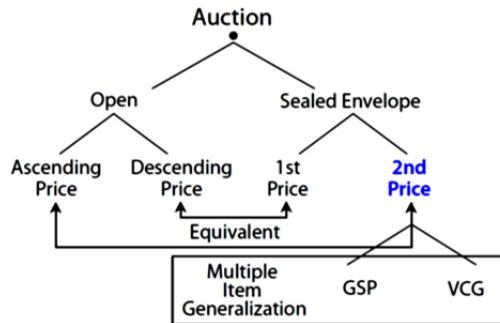 Auction
Open
Sealed Envelope
Ascending
Price
Descending
Price
1st
Price
2nd
Price
Equivalent
Multiple
Item
Generalization
GSP
VCG